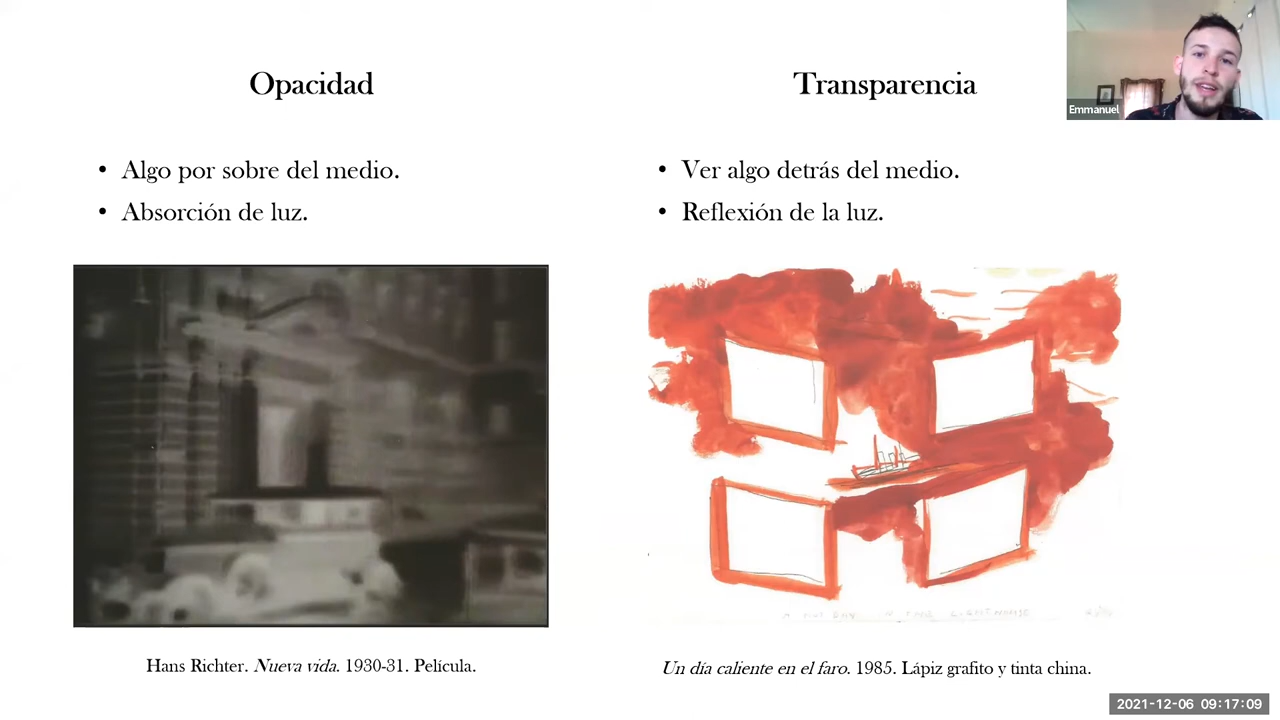 Opacidad
• Algo por sobre del medio.
• Absorción de luz.
Hans Richter. Nueva vida. 1930-31. Película.
Transparencia
• Ver algo detrás del medio.
• Reflexión de la luz.
Un día caliente en el faro. 1985. Lápiz grafito y tinta china.
Emmanuel
2021-12-06 09:17:09